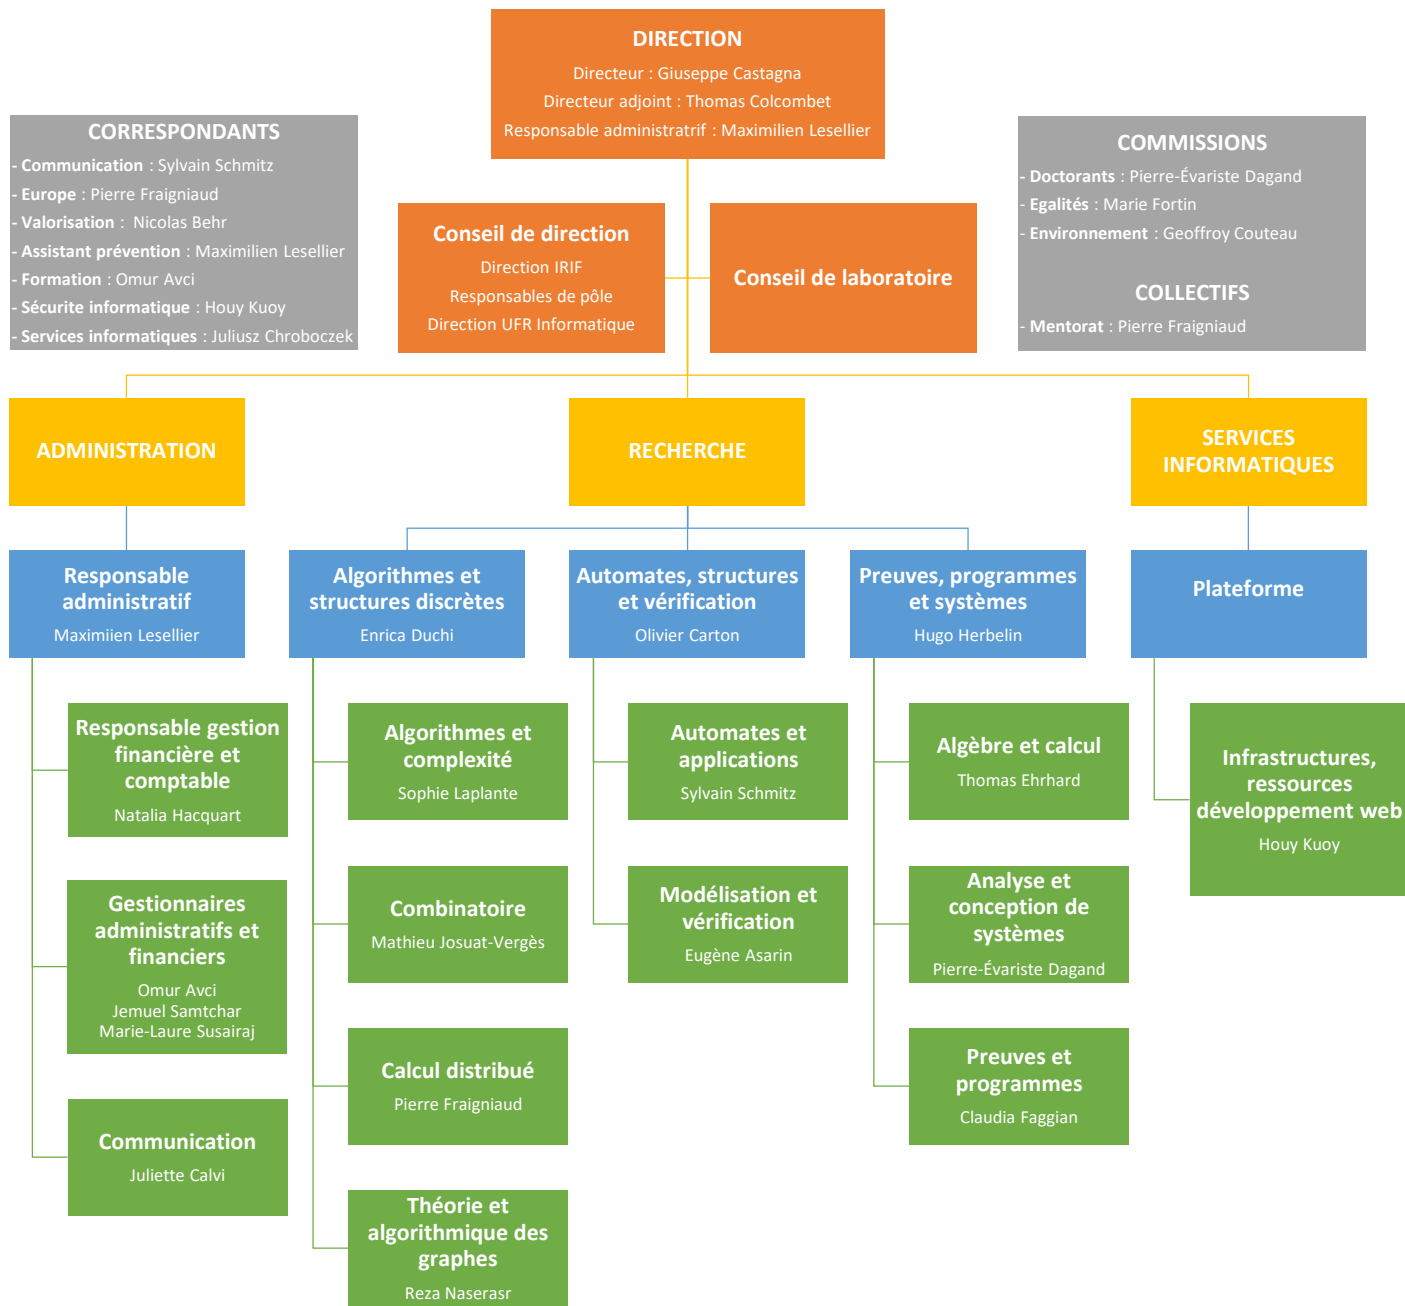 DIRECTION
Directeur : Giuseppe Castagna
Directeur adjoint : Thomas Colcombet
Responsable administratrif : Maximilien Lesellier
CORRESPONDANTS
- Communication : Sylvain Schmitz
- Europe : Pierre Fraigniaud
- Valorisation :  Nicolas Behr
- Assistant prévention : Maximilien Lesellier
- Formation : Omur Avci
- Sécurite informatique : Houy Kuoy
- Services informatiques : Juliusz Chroboczek
Conseil de direction
Direction IRIF
Responsables de pôle
Direction UFR Informatique
Conseil de laboratoire
COMMISSIONS
- Doctorants : Pierre-Évariste Dagand
- Egalités : Marie Fortin
- Environnement : Geoffroy Couteau
COLLECTIFS
- Mentorat : Pierre Fraigniaud
ADMINISTRATION
RECHERCHE
SERVICES
INFORMATIQUES
Responsable
administratif
Maximiien Lesellier
Algorithmes et
structures discrètes
Enrica Duchi
Automates, structures
et vérification
Olivier Carton
Preuves, programmes
et systèmes
Hugo Herbelin
Plateforme
Responsable gestion
financière et
comptable
Natalia Hacquart
Gestionnaires
administratifs et
financiers
Omur Avci
Jemuel Samtchar
Marie-Laure Susairaj
Communication
Juliette Calvi
Algorithmes et
complexité
Sophie Laplante
Combinatoire
Mathieu Josuat-Vergès
Calcul distribué
Pierre Fraigniaud
Théorie et
algorithmique des
graphes
Reza Naserasr
Automates et
applications
Sylvain Schmitz
Modélisation et
vérification
Eugène Asarin
Algèbre et calcul
Thomas Ehrhard
Analyse et
conception de
systèmes
Pierre-Évariste Dagand
Preuves et
programmes
Claudia Faggian
Infrastructures,
ressources
développement web
Houy Kuoy